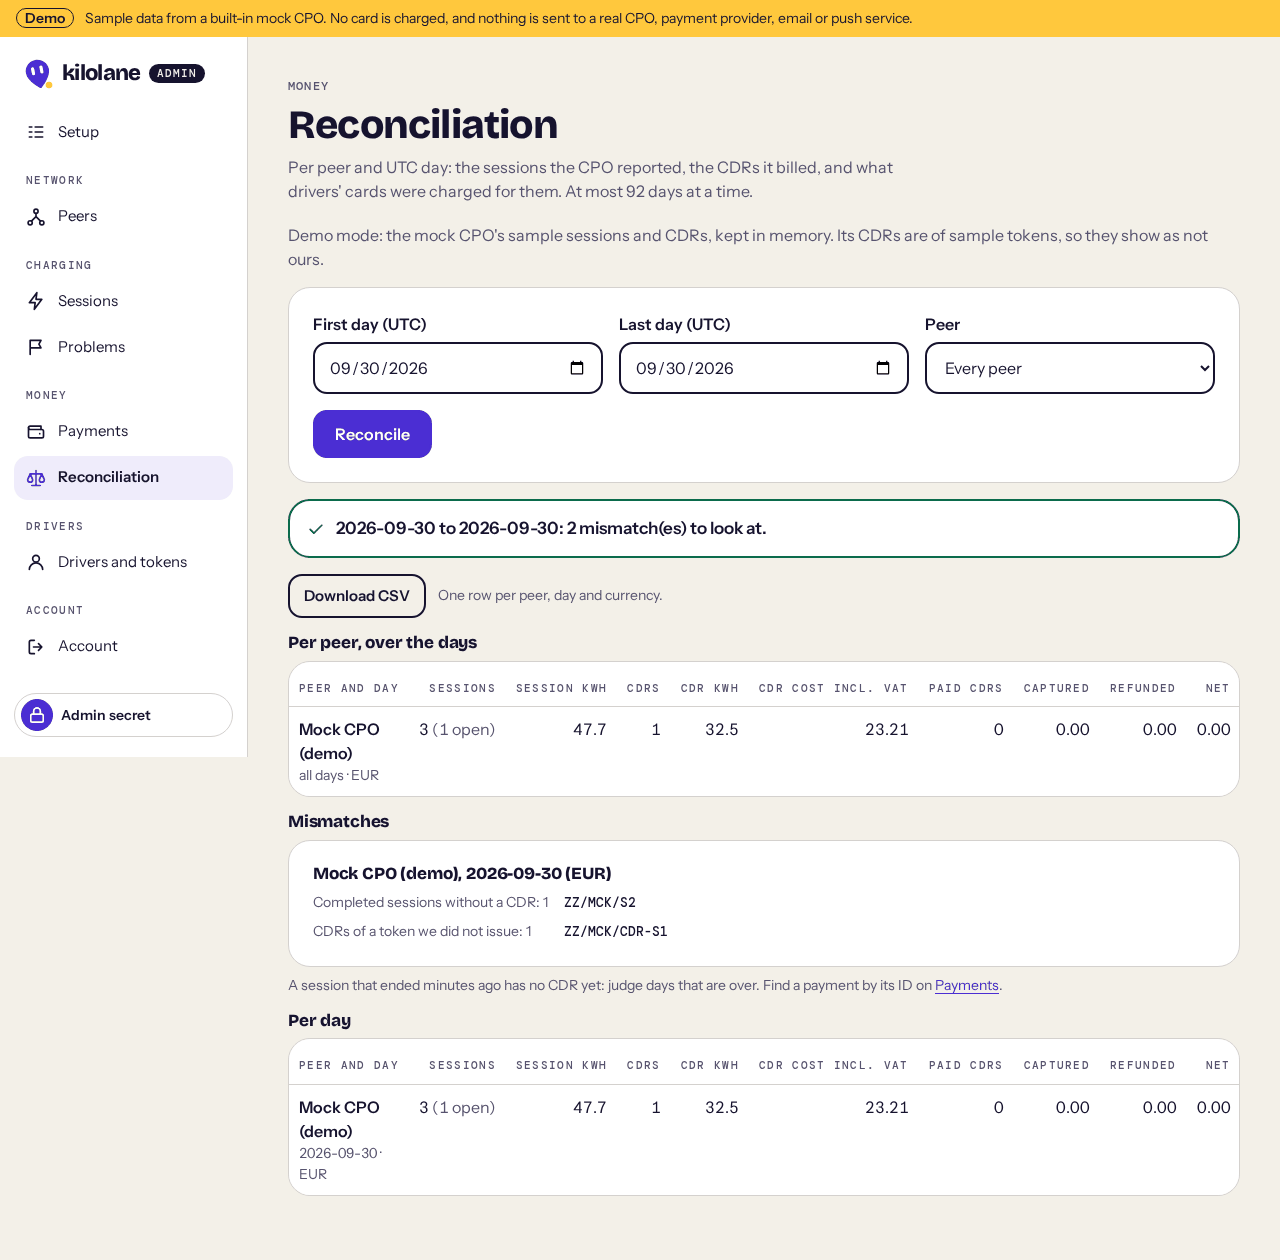 Demo Sample data from a built-in mock CPO. No card is charged, and nothing is sent to a real CPO, payment provider, email or push service.
kilolane ADMIN
Setup
NETWORK
Peers
CHARGING
Sessions
Problems
MONEY
Payments
Reconciliation
DRIVERS
Drivers and tokens
ACCOUNT
Account
Admin secret
MONEY
Reconciliation
Per peer and UTC day: the sessions the CPO reported, the CDRs it billed, and what
drivers' cards were charged for them. At most 92 days at a time.
Demo mode: the mock CPO's sample sessions and CDRs, kept in memory. Its CDRs are of sample tokens, so they show as not
ours.
First day (UTC) Last day (UTC) Peer
09/30/2026 09/30/2026 Every peer
Reconcile
2026-09-30 to 2026-09-30: 2 mismatch(es) to look at.
Download CSV One row per peer, day and currency.
Per peer, over the days
PEER AND DAY SESSIONS SESSION KWH CDRS CDR KWH CDR COST INCL. VAT PAID CDRS CAPTURED REFUNDED NET
Mock CPO 3 (1 open) 47.7 1 32.5 23.21 0 0.00 0.00 0.00
(demo)
all days · EUR
Mismatches
Mock CPO (demo), 2026-09-30 (EUR)
Completed sessions without a CDR: 1 ZZ/MCK/S2
CDRs of a token we did not issue: 1 ZZ/MCK/CDR-S1
A session that ended minutes ago has no CDR yet: judge days that are over. Find a payment by its ID on Payments.
Per day
PEER AND DAY SESSIONS SESSION KWH CDRS CDR KWH CDR COST INCL. VAT PAID CDRS CAPTURED REFUNDED NET
Mock CPO 3 (1 open) 47.7 1 32.5 23.21 0 0.00 0.00 0.00
(demo)
2026-09-30 ·
EUR